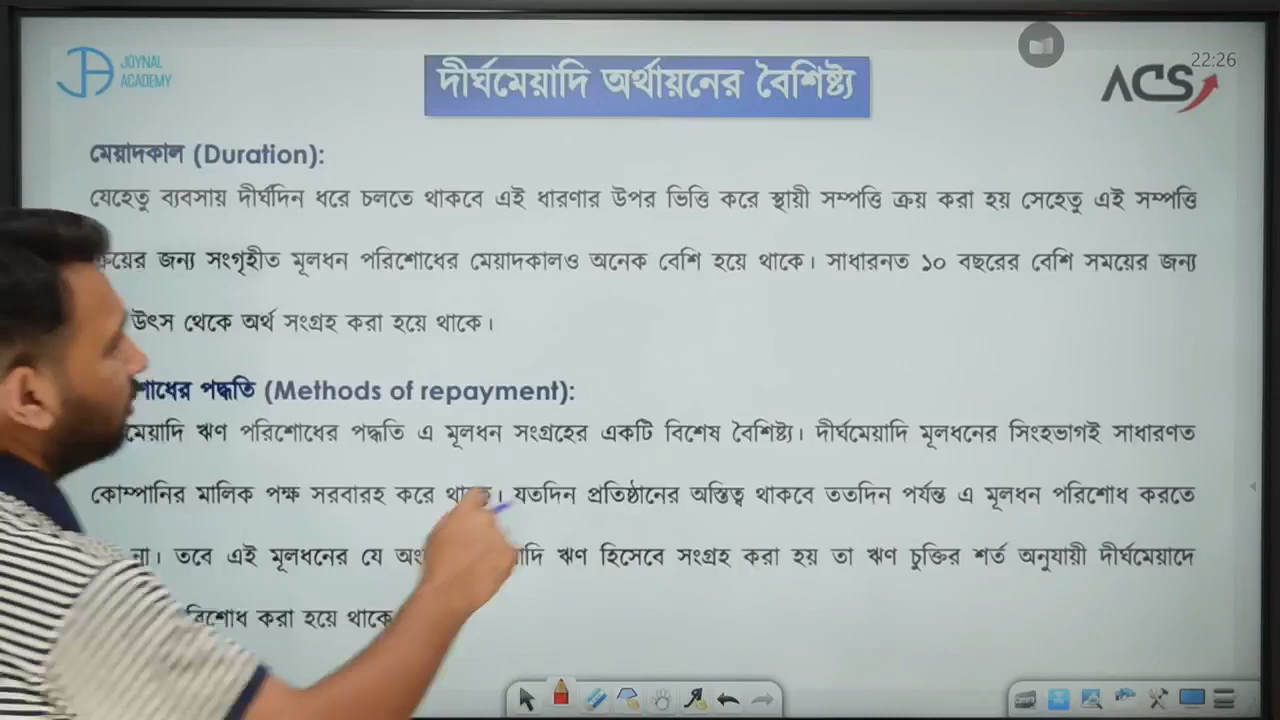 JOYNAL
ACADEMY
দীর্ঘমেয়াদি অর্থায়নের বৈশিষ্ট্য
22:26
ACS
মেয়াদকাল (Duration):
যেহেতু ব্যবসায় দীর্ঘদিন ধরে চলতে থাকবে এই ধারণার উপর ভিত্তি করে স্থায়ী সম্পত্তি ক্রয় করা হয় সেহেতু এই সম্পত্তি
জন্য সংগৃহীত মূলধন পরিশোধের মেয়াদকালও অনেক বেশি হয়ে থাকে। সাধারনত ১০ বছরের বেশি সময়ের জন্য
উৎস থেকে অর্থ সংগ্রহ করা হয়ে থাকে।
পদ্ধতি (Methods of repayment):
ঋণ পরিশোধের পদ্ধতি এ মূলধন সংগ্রহের একটি বিশেষ বৈশিষ্ট্য। দীর্ঘমেয়াদি মূলধনের সিংহভাগই সাধারণত
কোম্পানির মালিক পক্ষ সরবারহ করে যতদিন প্রতিষ্ঠানের অস্তিত্ব থাকবে ততদিন পর্যন্ত এ মূলধন পরিশোধ করতে
না। তবে এই মূলধনের যে ঋণ হিসেবে সংগ্রহ করা হয় তা ঋণ চুক্তির শর্ত অনুযায়ী দীর্ঘমেয়াদে
করা হয়ে থাকে